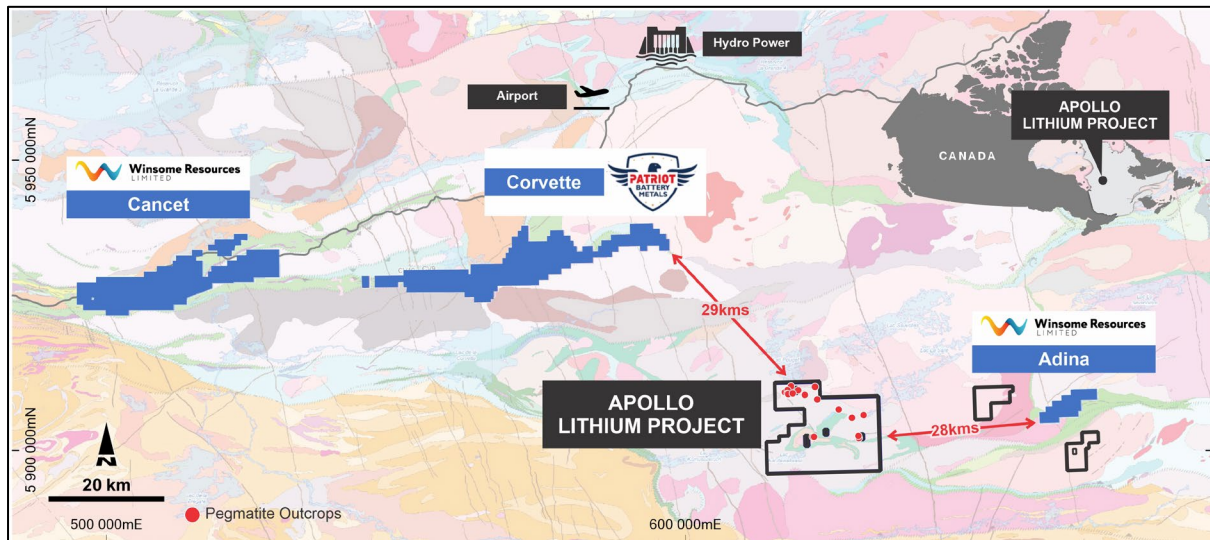 Hydro Power
Airport
APOLLO
LITHIUM PROJECT
CANADA
5 950 000mN
Winsome Resources
LIMITED
Cancet
Corvette
PATRIOT
BATTERY
METALS
29kms
Winsome Resources
LIMITED
Adina
APOLLO
LITHIUM PROJECT
28kms
5 900 000mN
N
20 km
Pegmatite Outcrops
500 000mE
600 000mE